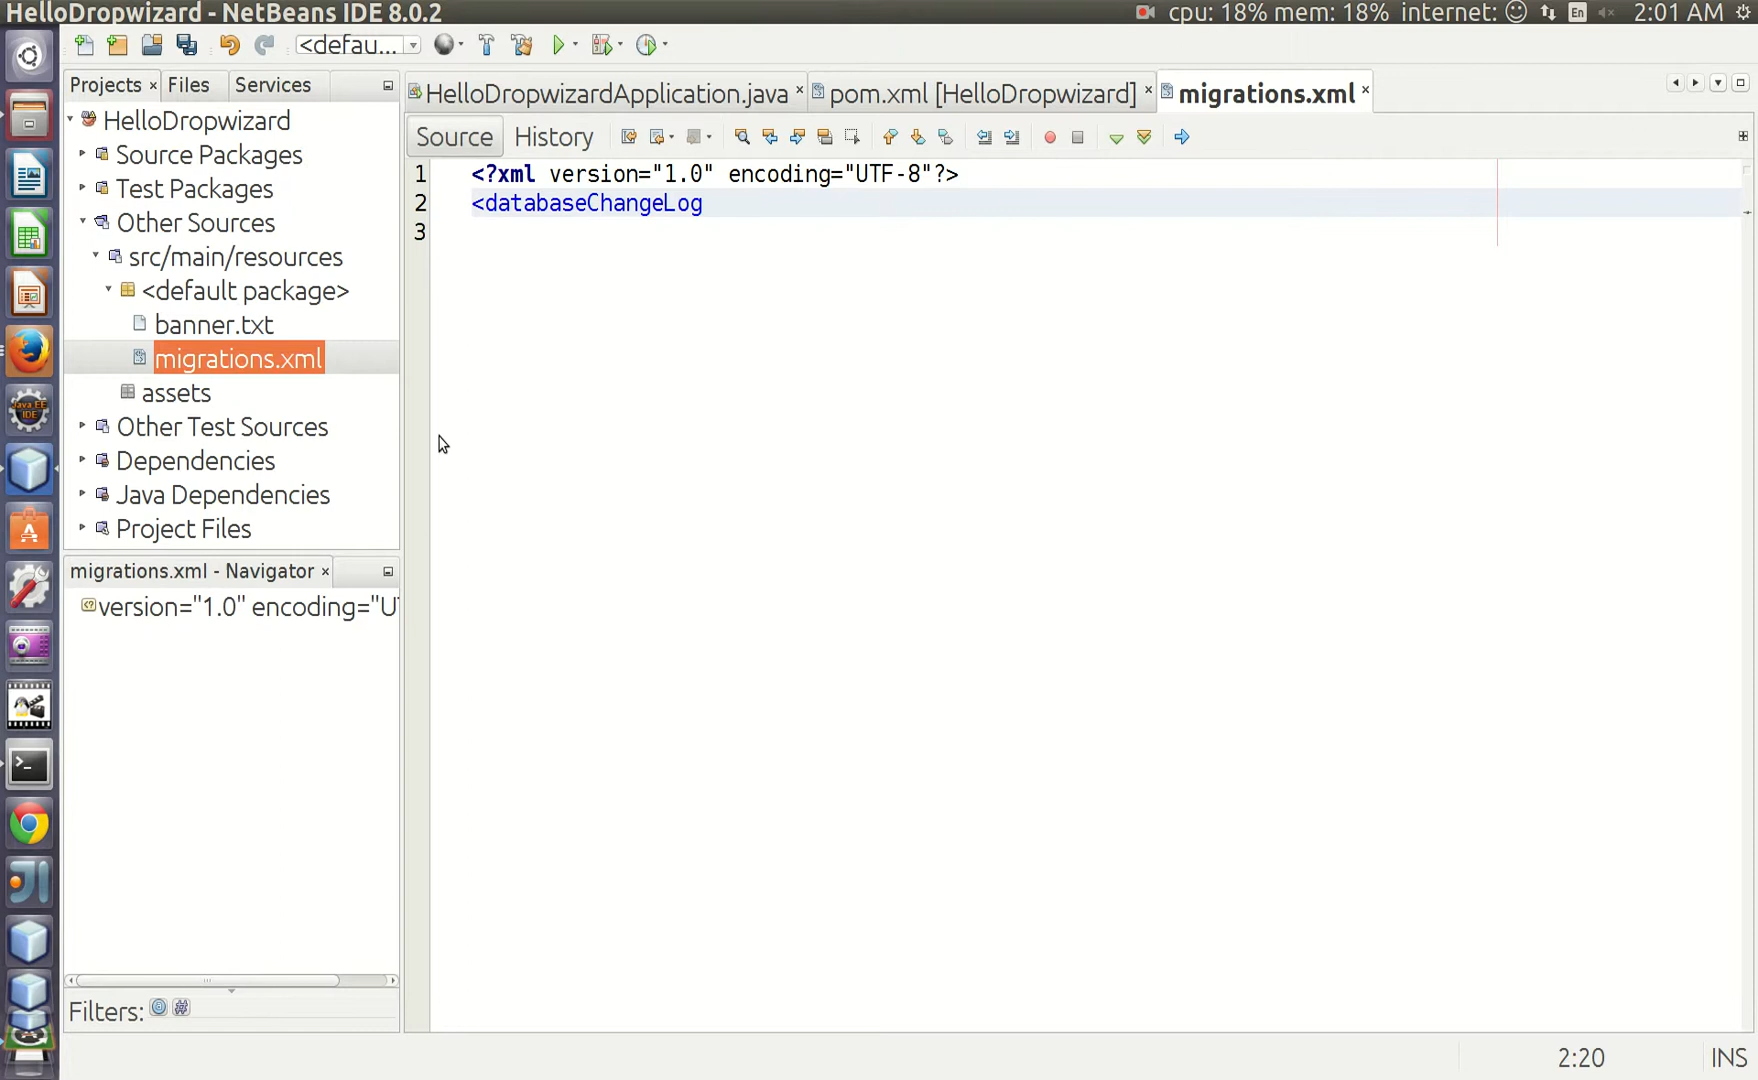 HelloDropwizard - NetBeans IDE 8.0.2
cpu: 18% mem: 18% internet:
En
2:01 AM
<defau...
Projects
Files
Services
HelloDropwizardApplication.java
pom.xml [HelloDropwizard]
migrations.xml
HelloDropwizard
Source Packages
Test Packages
Other Sources
src/main/resources
<default package>
banner.txt
migrations.xml
assets
Other Test Sources
Dependencies
Java Dependencies
Project Files
Source
History
1 <?xml version="1.0" encoding="UTF-8"?>
2 <databaseChangeLog
3
migrations.xml - Navigator
version="1.0" encoding="U
Filters:
2:20
INS